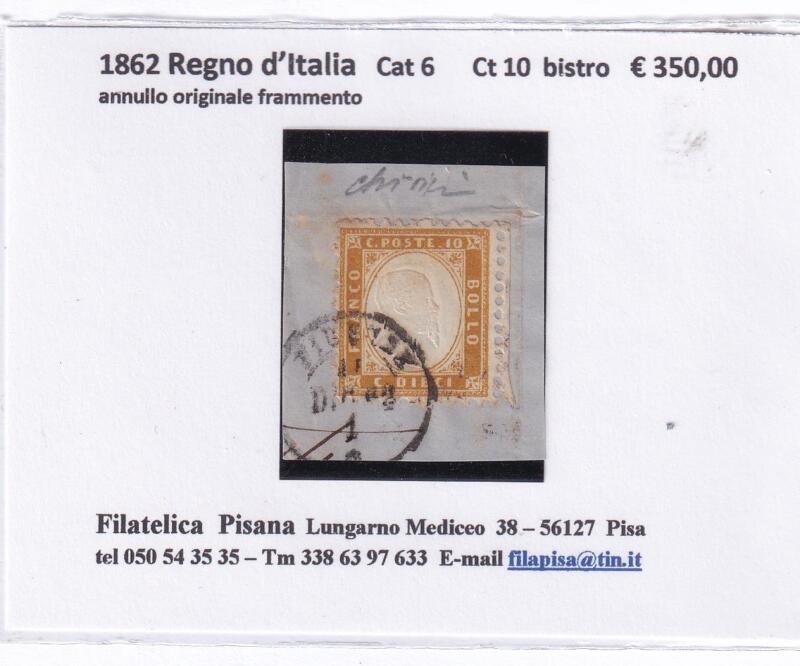 1862 Regno d'Italia Cat 6 Ct 10 bistro € 350,00
annullo originale frammento
C. POSTE. 10
FRANCO
BOLLO
C. DIECI
FIRENZE
Filatelica Pisana Lungarno Mediceo 38 – 56127 Pisa
tel 050 54 35 35 – Tm 338 63 97 633 E-mail filapisa@tin.it